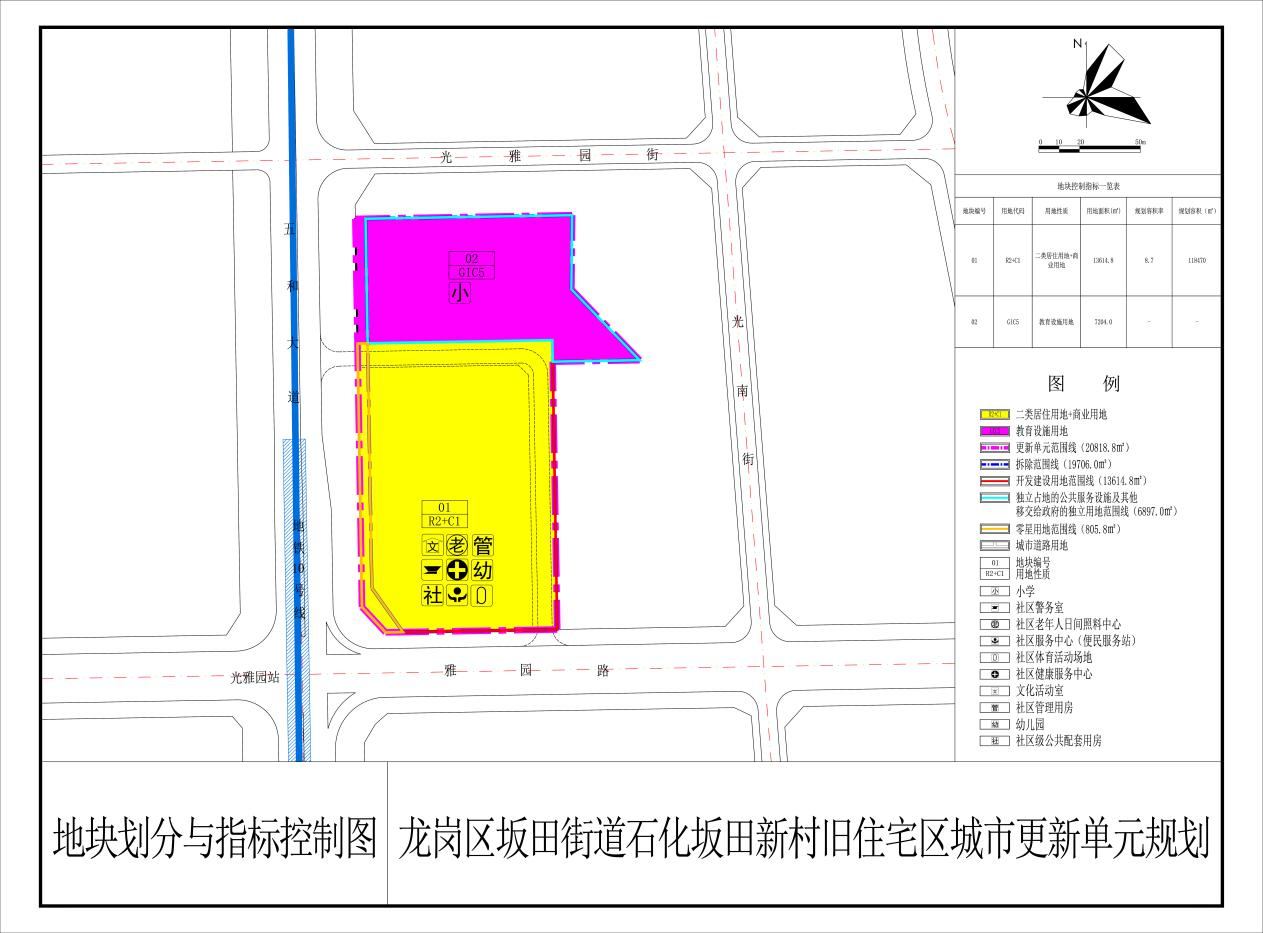 N
0 10 20 50m
光雅园街
五和大道
地铁10号线
光南街
雅园路
光雅园站
02
GIC5
小
01
R2+C1
文 老 管
幼
社
地块控制指标一览表
地块编号 用地代码 用地性质 用地面积(㎡) 规划容积率 规划容积(㎡)
01 R2+C1 二类居住用地+商业用地 13614.8 8.7 118470
02 GIC5 教育设施用地 7204.0 - -
图 例
R2+C1 二类居住用地+商业用地
GIC5 教育设施用地
更新单元范围线(20818.8㎡)
拆除范围线(19706.0㎡)
开发建设用地范围线(13614.8㎡)
独立占地的公共服务设施及其他
移交给政府的独立用地范围线(6897.0㎡)
零星用地范围线(805.8㎡)
城市道路用地
01 地块编号
R2+C1 用地性质
小 小学
社区警务室
老 社区老年人日间照料中心
社区服务中心(便民服务站)
社区体育活动场地
社区健康服务中心
文 文化活动室
管 社区管理用房
幼 幼儿园
社 社区级公共配套用房
地块划分与指标控制图
龙岗区坂田街道石化坂田新村旧住宅区城市更新单元规划